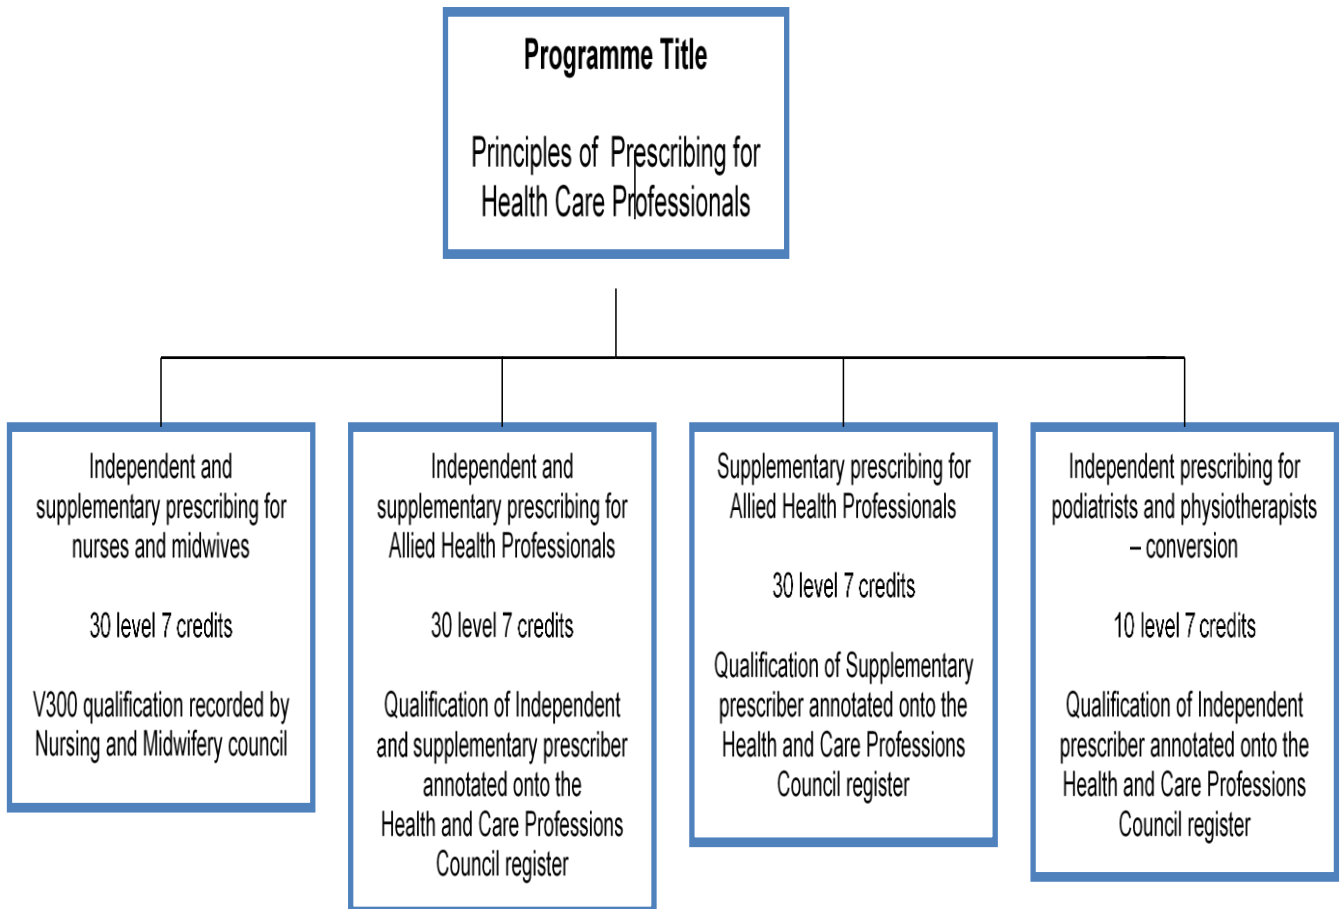 Programme Title
Principles of Prescribing for
Health Care Professionals
Independent and
supplementary prescribing for
nurses and midwives
30 level 7 credits
V300 qualification recorded by
Nursing and Midwifery council
Independent and
supplementary prescribing for
Allied Health Professionals
30 level 7 credits
Qualification of Independent
and supplementary prescriber
annotated onto the
Health and Care Professions
Council register
Supplementary prescribing for
Allied Health Professionals
30 level 7 credits
Qualification of Supplementary
prescriber annotated onto the
Health and Care Professions
Council register
Independent prescribing for
podiatrists and physiotherapists
– conversion
10 level 7 credits
Qualification of Independent
prescriber annotated onto the
Health and Care Professions
Council register